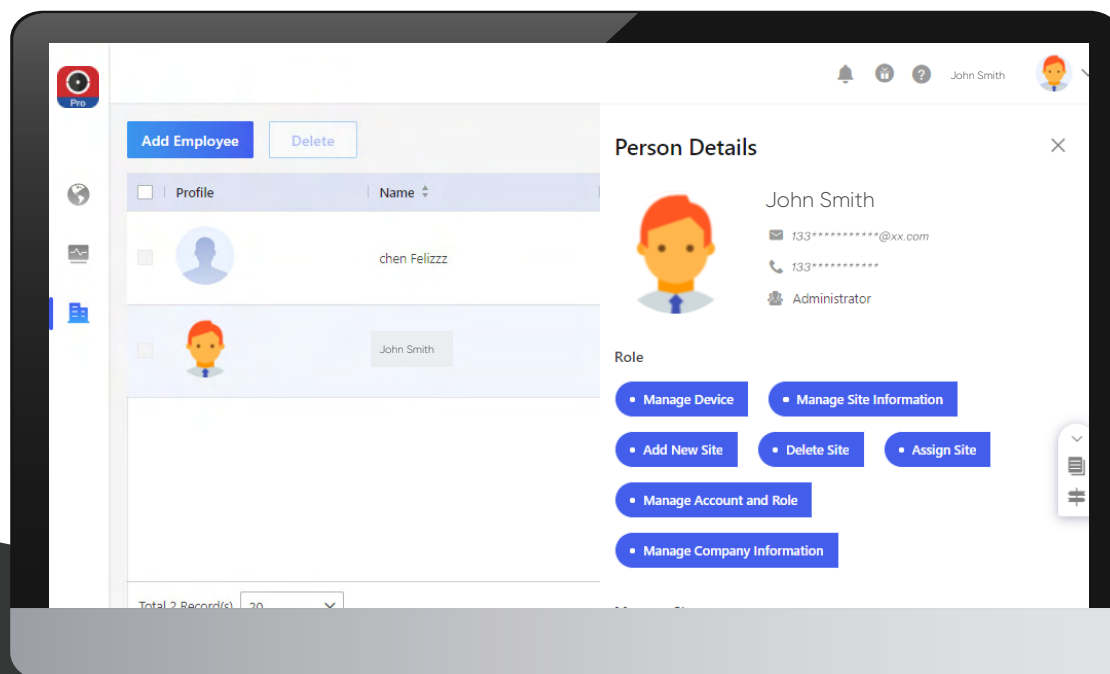 Pro
John Smith
Add Employee
Delete
Profile
Name
chen Felizzz
John Smith
Total 2 Record(s)
20
Person Details
John Smith
133***********@xx.com
133***********
Administrator
Role
Manage Device
Manage Site Information
Add New Site
Delete Site
Assign Site
Manage Account and Role
Manage Company Information